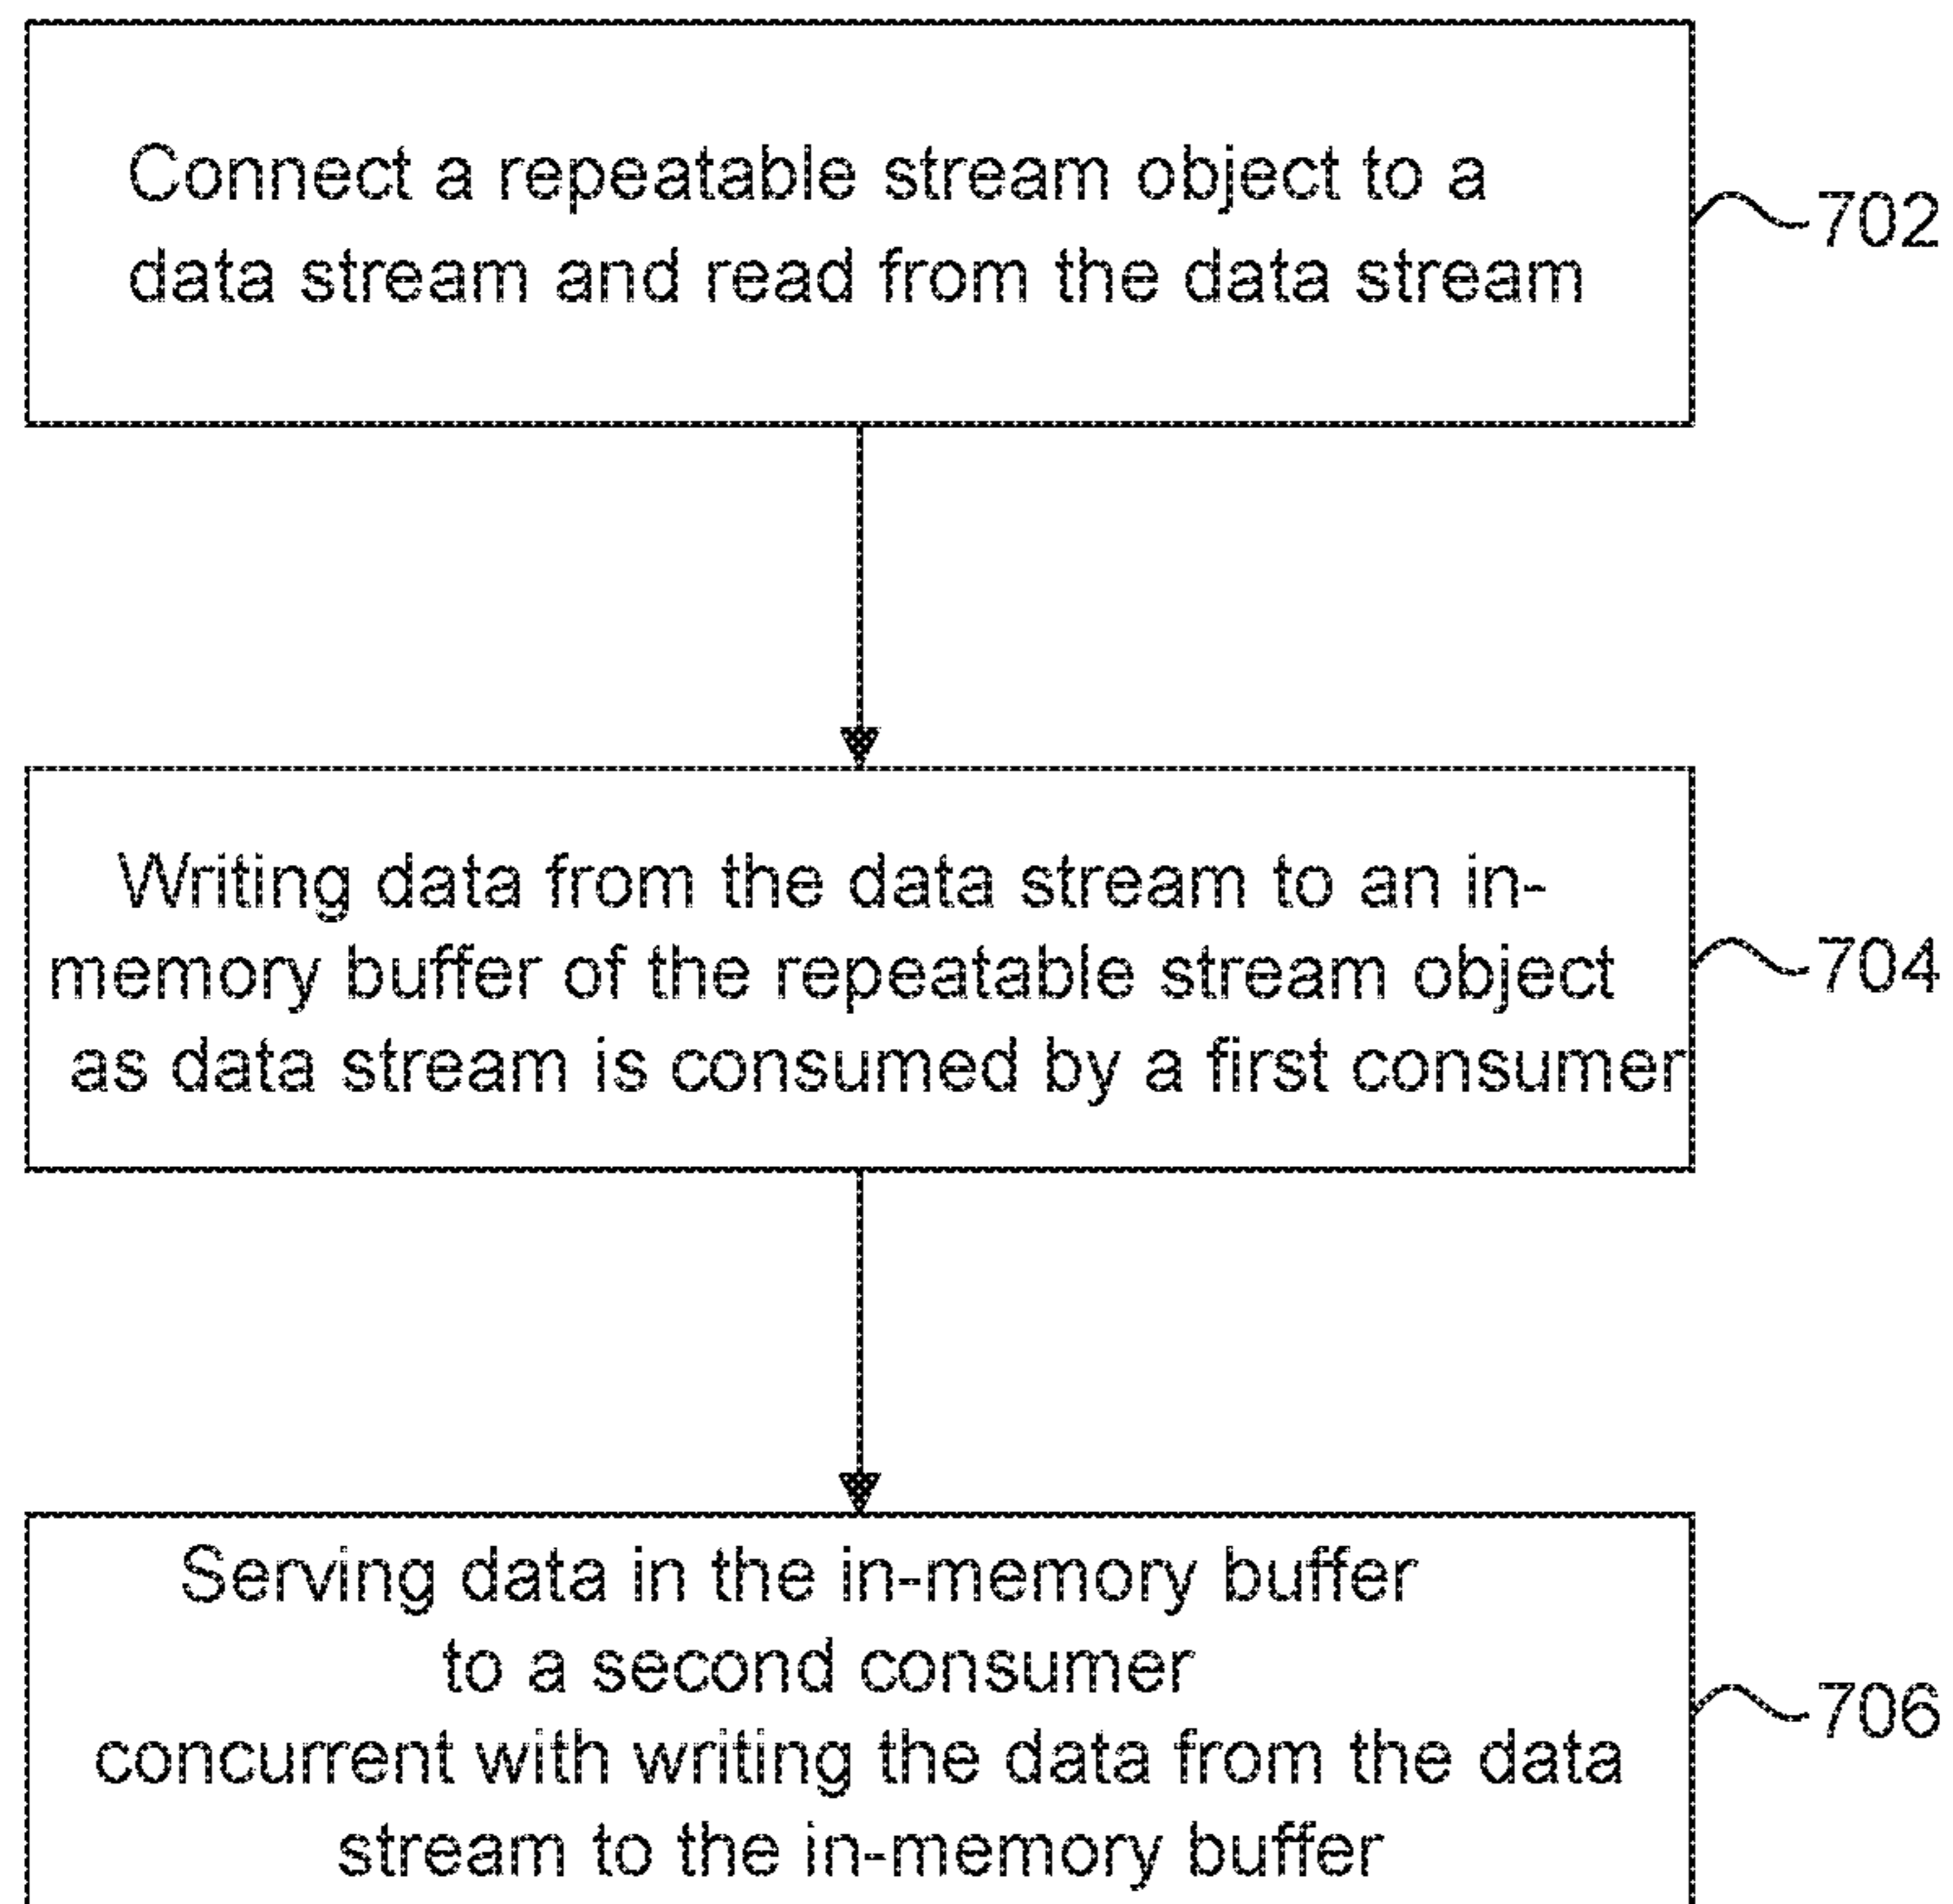 Connect a repeatable stream object to a
data stream and read from the data stream
702
Writing data from the data stream to an in-
memory buffer of the repeatable stream object
as data stream is consumed by a first consumer
704
Serving data in the in-memory buffer
to a second consumer
concurrent with writing the data from the data
stream to the in-memory buffer
706